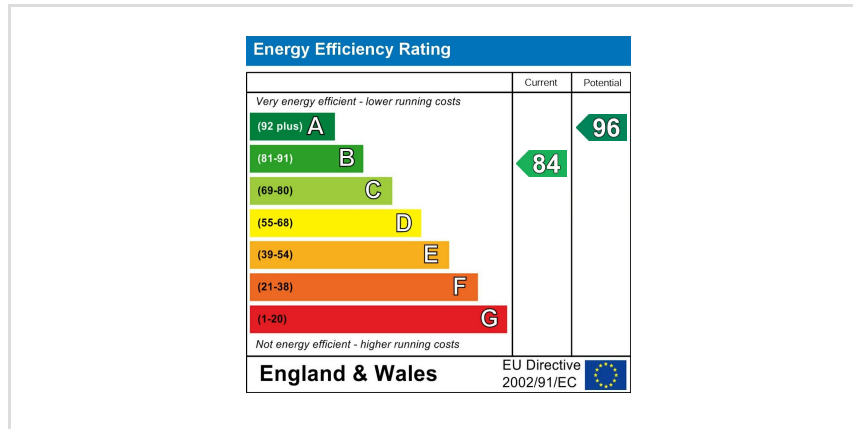 Energy Efficiency Rating
Current Potential
Very energy efficient - lower running costs
(92 plus) A
96
(81-91) B
84
(69-80) C
(55-68) D
(39-54) E
(21-38) F
(1-20) G
Not energy efficient - higher running costs
England & Wales
EU Directive
2002/91/EC